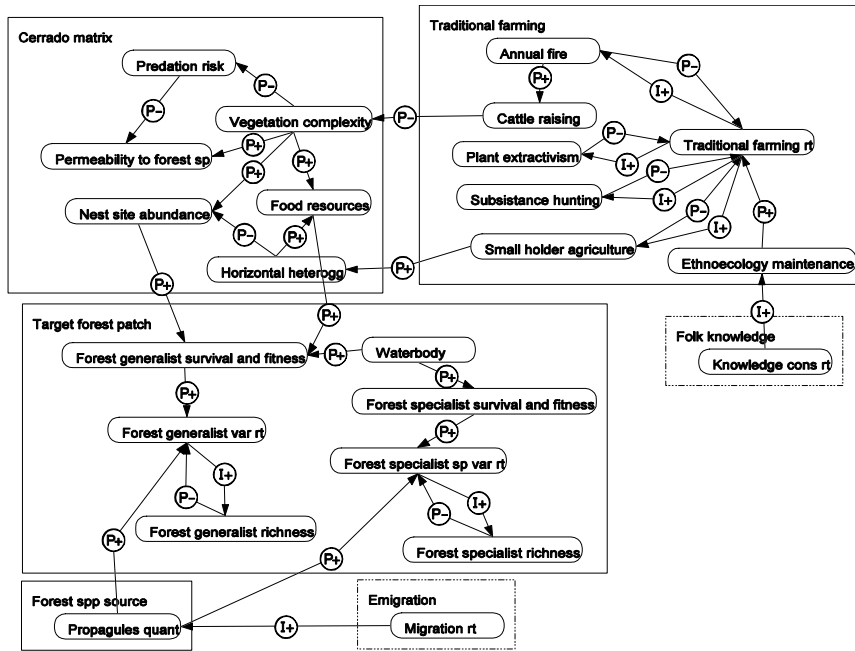 Cerrado matrix
Predation risk
P-
P-
Vegetation complexity
P-
Permeability to forest sp
P+
P+
P+
Nest site abundance
Food resources
P-
P+
Horizontal heterogg
P+
P+
P+
Traditional farming
Annual fire
P-
P+
I+
Cattle raising
P-
Traditional farming rt
Plant extractivism
I+
P-
Subsistance hunting
I+
P-
I+
Small holder agriculture
P+
Ethnoecology maintenance
I+
Folk knowledge
Knowledge cons rt
Target forest patch
Forest generalist survival and fitness
P+
Waterbody
P+
P+
Forest specialist survival and fitness
Forest generalist var rt
P+
Forest specialist sp var rt
I+
P-
I+
P-
Forest generalist richness
P+
Forest specialist richness
P+
Forest spp source
Propagules quant
I+
Emigration
Migration rt